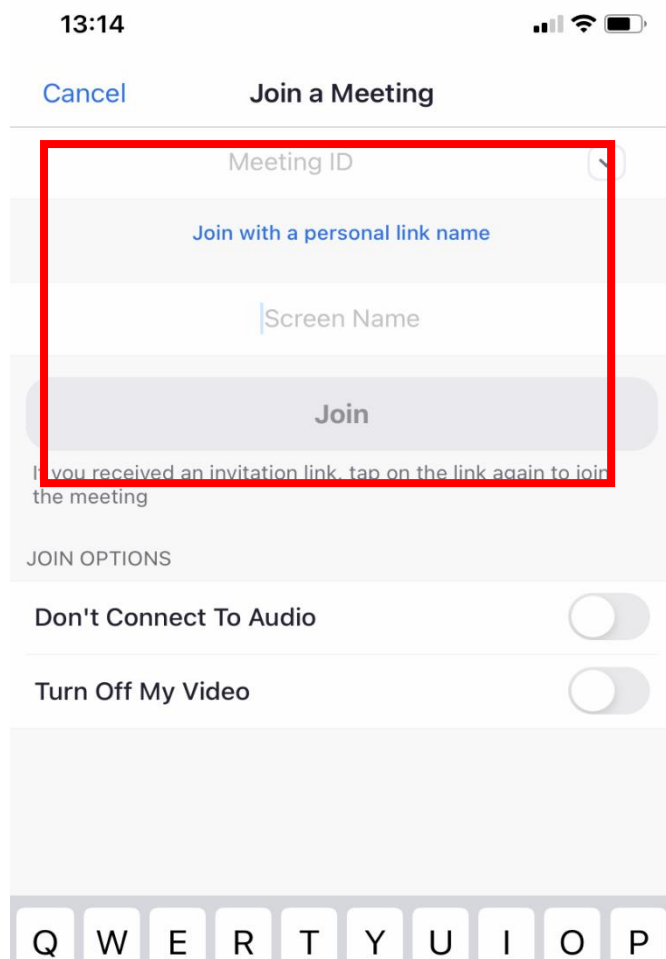 13:14
Cancel
Join a Meeting
Meeting ID
Join with a personal link name
Screen Name
Join
If you received an invitation link, tap on the link again to join
the meeting
JOIN OPTIONS
Don't Connect To Audio
Turn Off My Video
Q W E R T Y U I O P